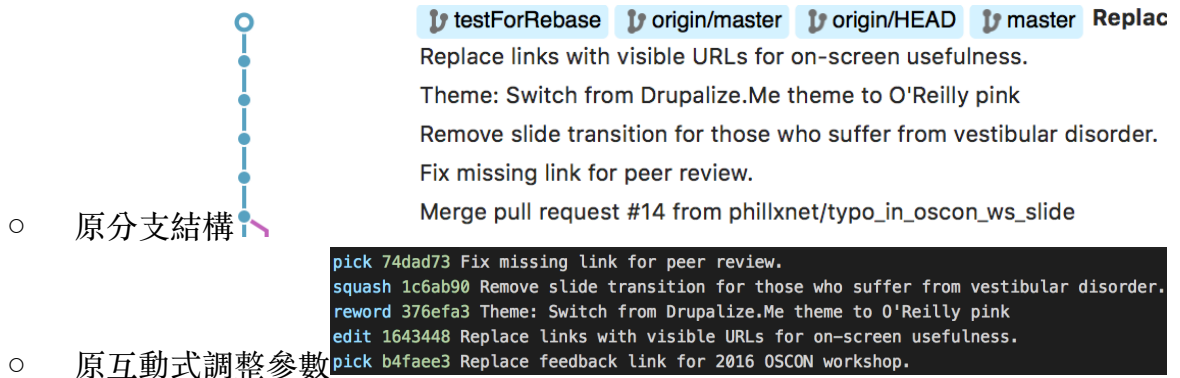 testForRebase origin/master origin/HEAD master Replac
Replace links with visible URLs for on-screen usefulness.
Theme: Switch from Drupalize.Me theme to O'Reilly pink
Remove slide transition for those who suffer from vestibular disorder.
Fix missing link for peer review.
Merge pull request #14 from phillxnet/typo_in_oscon_ws_slide
○ 原分支結構
pick 74dad73 Fix missing link for peer review.
squash 1c6ab90 Remove slide transition for those who suffer from vestibular disorder.
reword 376efa3 Theme: Switch from Drupalize.Me theme to O'Reilly pink
edit 1643448 Replace links with visible URLs for on-screen usefulness.
pick b4faee3 Replace feedback link for 2016 OSCON workshop.
○ 原互動式調整參數